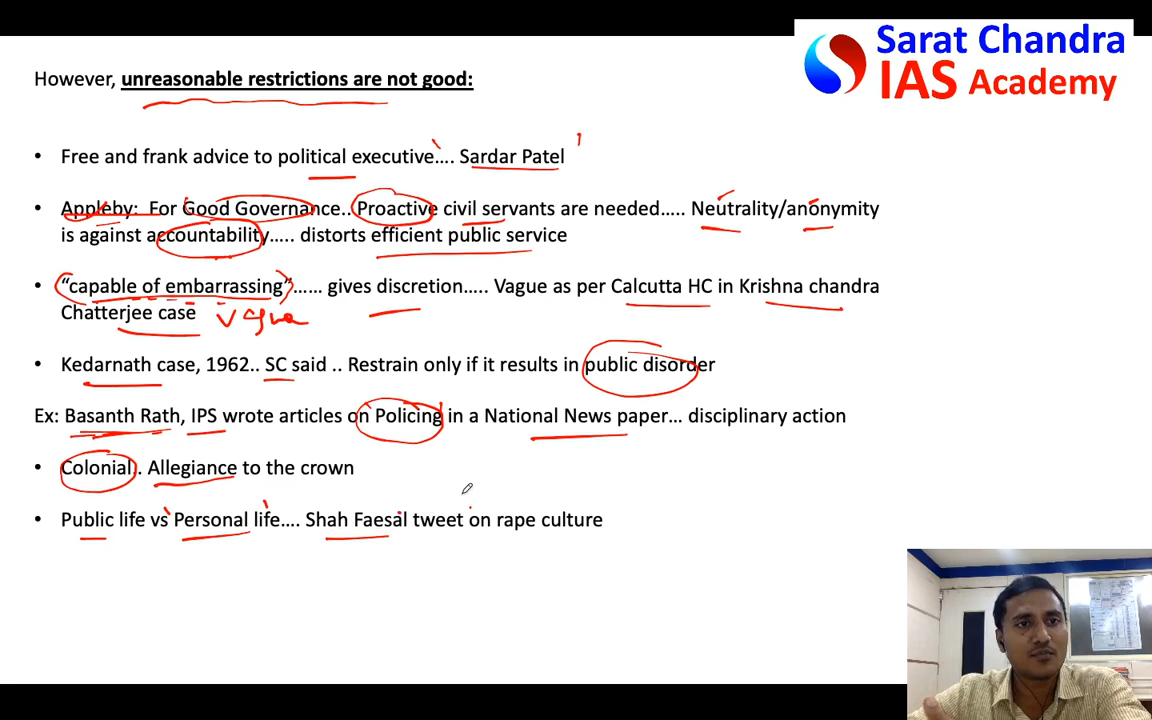 Sarat Chandra
IAS Academy
However, unreasonable restrictions are not good:
• Free and frank advice to political executive…. Sardar Patel
• Appleby: For Good Governance.. Proactive civil servants are needed….. Neutrality/anonymity
is against accountability….. distorts efficient public service
• “capable of embarrassing”…… gives discretion….. Vague as per Calcutta HC in Krishna chandra
Chatterjee case vague
• Kedarnath case, 1962.. SC said .. Restrain only if it results in public disorder
Ex: Basanth Rath, IPS wrote articles on Policing in a National News paper… disciplinary action
• Colonial.. Allegiance to the crown
• Public life vs Personal life…. Shah Faesal tweet on rape culture